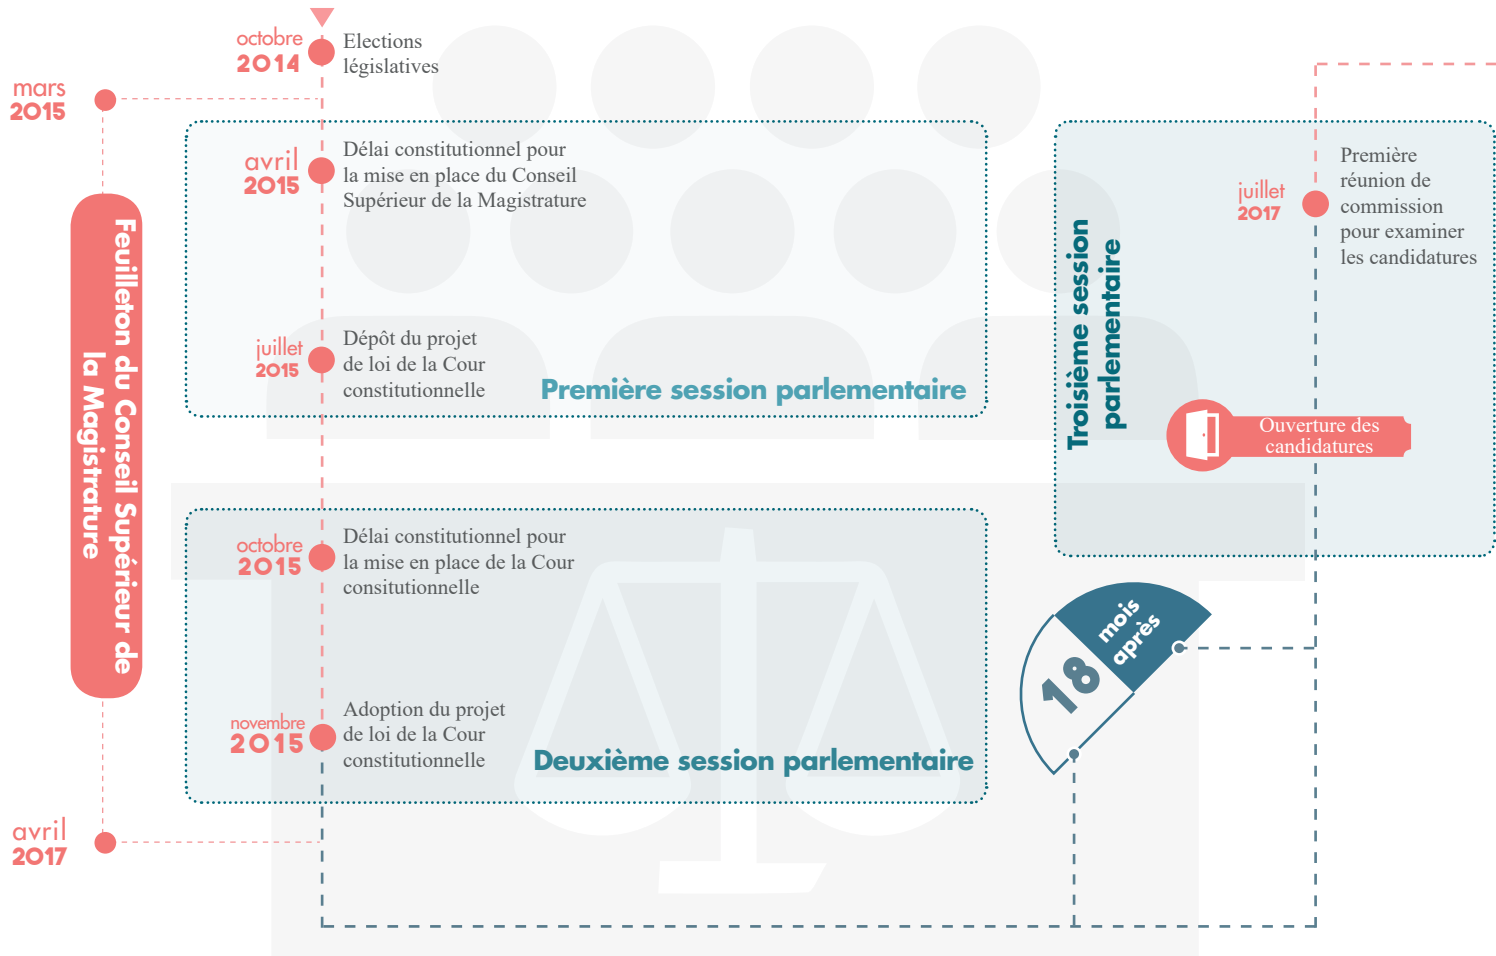 octobre
2014
Elections
législatives
mars
2015
Feuilleton du Conseil Supérieur de
la Magistrature
avril
2017
avril
2015
Délai constitutionnel pour
la mise en place du Conseil
Supérieur de la Magistrature
juillet
2015
Dépôt du projet
de loi de la Cour
constitutionnelle
Première session parlementaire
octobre
2015
Délai constitutionnel pour
la mise en place de la Cour
consitutionnelle
novembre
2015
Adoption du projet
de loi de la Cour
constitutionnelle
Deuxième session parlementaire
18
mois
après
Troisième session
parlementaire
juillet
2017
Première
réunion de
commission
pour examiner
les candidatures
Ouverture des
candidatures